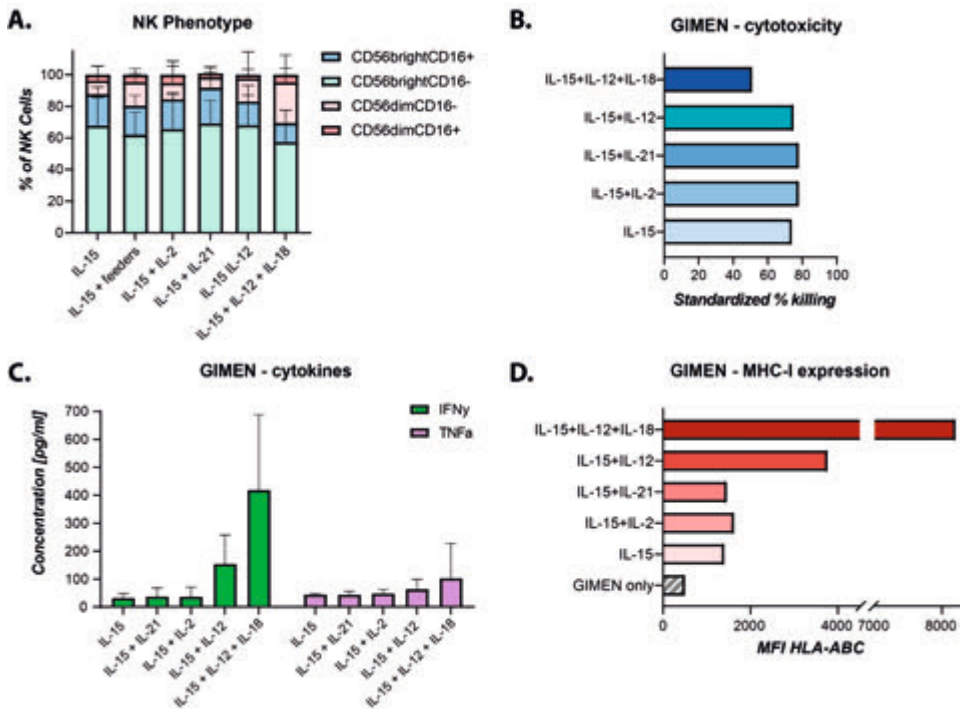 A.
NK Phenotype
% of NK Cells
100
80
60
40
20
0
IL-15
IL-15 + feeders
IL-15 + IL-2
IL-15 + IL-21
IL-15 IL-12
IL-15 + IL-12 + IL-18
CD56brightCD16+
CD56brightCD16-
CD56dimCD16-
CD56dimCD16+
B.
GIMEN - cytotoxicity
IL-15+IL-12+IL-18
IL-15+IL-12
IL-15+IL-21
IL-15+IL-2
IL-15
0 20 40 60 80 100
Standardized % killing
C.
GIMEN - cytokines
Concentration [pg/ml]
700
600
500
400
300
200
100
0
IFNy
TNFa
IL-15
IL-15 + IL-21
IL-15 + IL-2
IL-15 + IL-12
IL-15 + IL-12 + IL-18
IL-15
IL-15 + IL-21
IL-15 + IL-2
IL-15 + IL-12
IL-15 + IL-12 + IL-18
D.
GIMEN - MHC-I expression
IL-15+IL-12+IL-18
IL-15+IL-12
IL-15+IL-21
IL-15+IL-2
IL-15
GIMEN only
0 2000 4000 7000 8000
MFI HLA-ABC